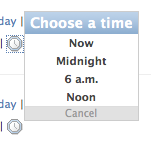 day | Choose a time
|
Now
Midnight
6 a.m.
Noon
Cancel
day |
|